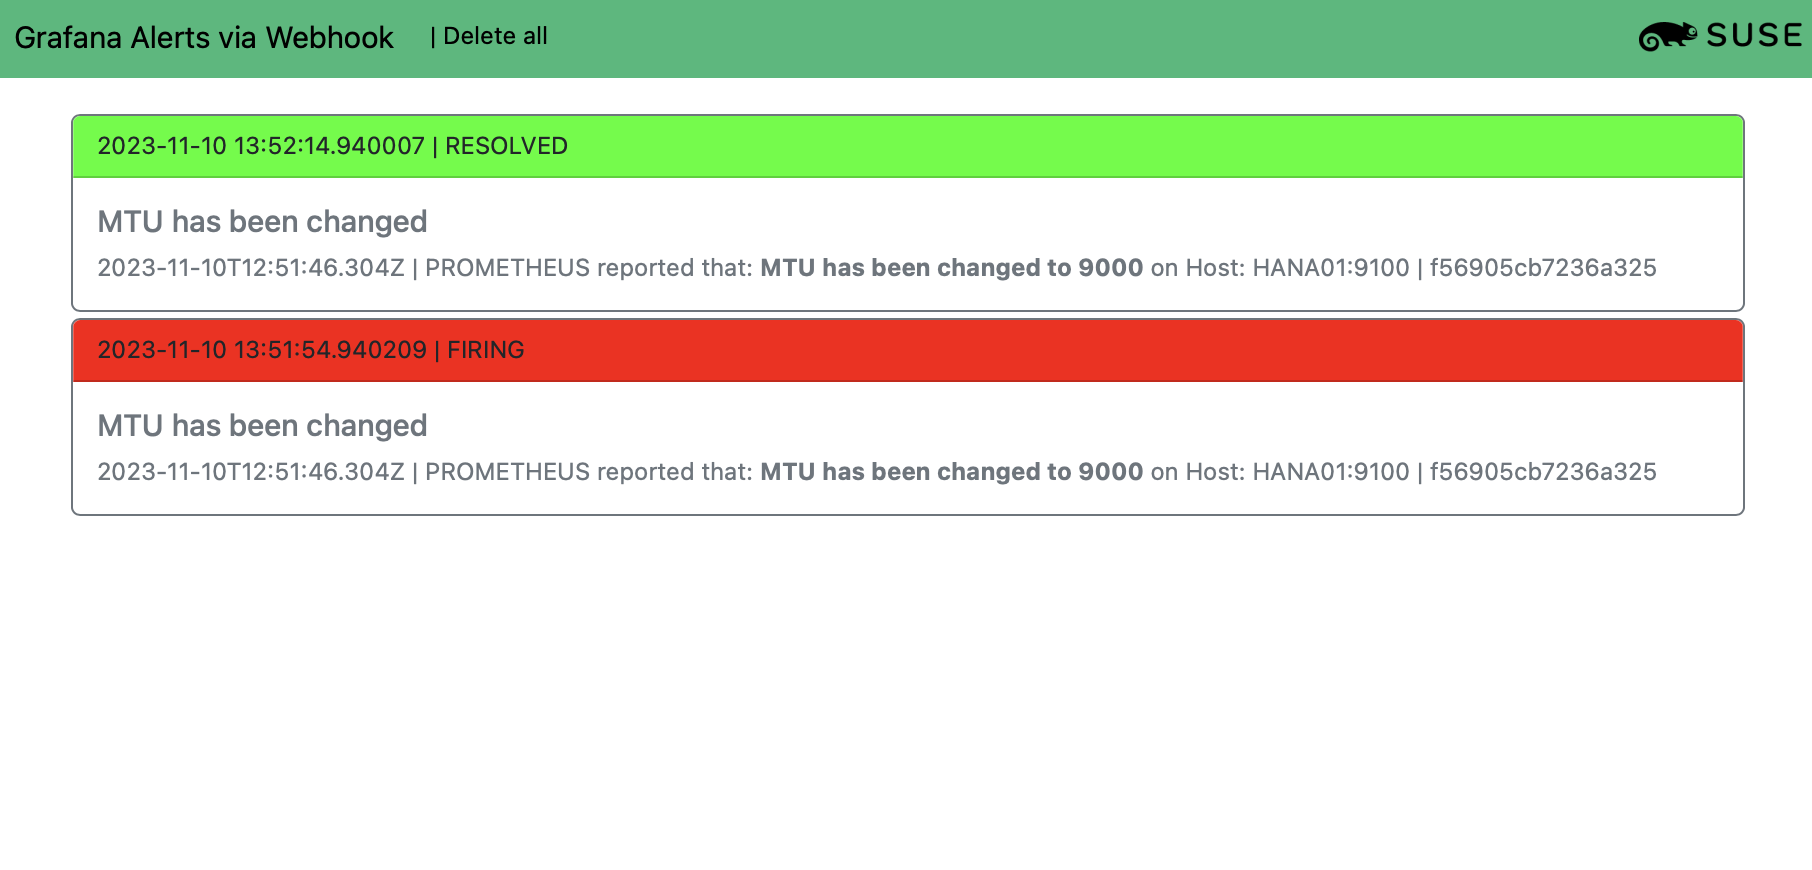 Grafana Alerts via Webhook | Delete all SUSE
2023-11-10 13:52:14.940007 | RESOLVED
MTU has been changed
2023-11-10T12:51:46.304Z | PROMETHEUS reported that: MTU has been changed to 9000 on Host: HANA01:9100 | f56905cb7236a325
2023-11-10 13:51:54.940209 | FIRING
MTU has been changed
2023-11-10T12:51:46.304Z | PROMETHEUS reported that: MTU has been changed to 9000 on Host: HANA01:9100 | f56905cb7236a325